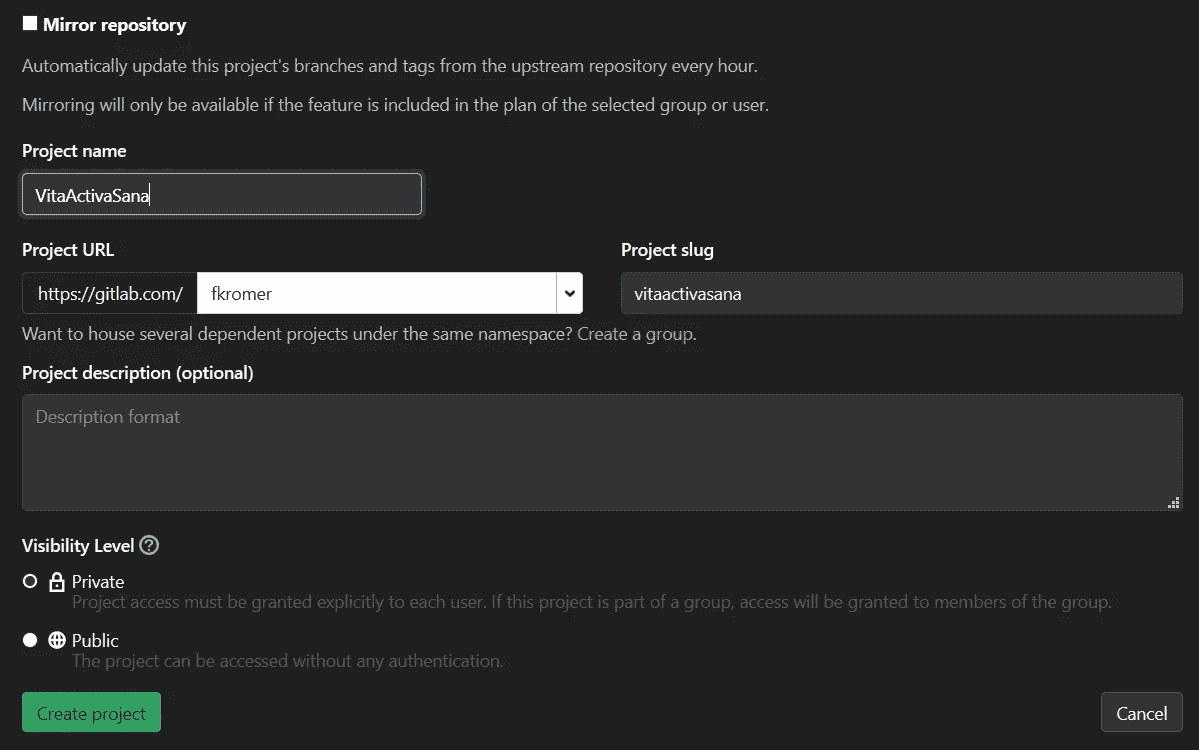 Mirror repository
Automatically update this project's branches and tags from the upstream repository every hour.
Mirroring will only be available if the feature is included in the plan of the selected group or user.
Project name
VitaActivaSana
Project URL
Project slug
https://gitlab.com/ fkromer
vitaactivasana
Want to house several dependent projects under the same namespace? Create a group.
Project description (optional)
Description format
Visibility Level
Private
Project access must be granted explicitly to each user. If this project is part of a group, access will be granted to members of the group.
Public
The project can be accessed without any authentication.
Create project
Cancel